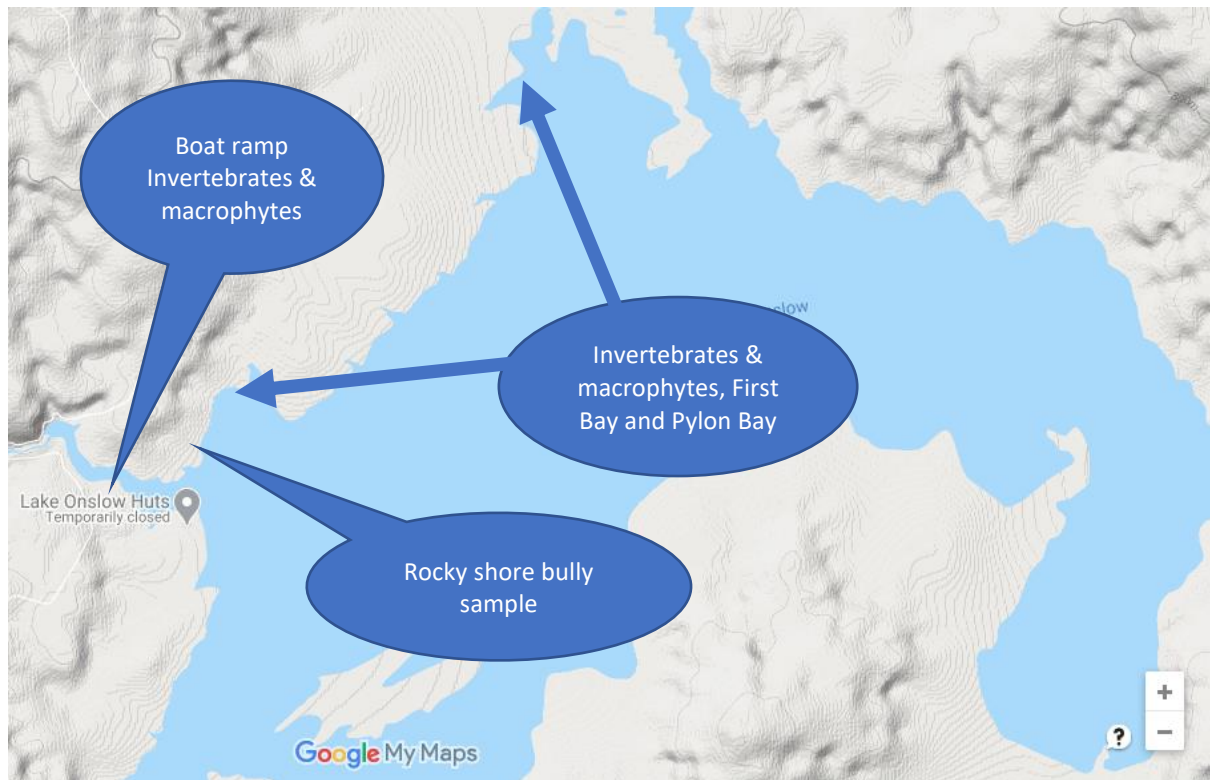 Boat ramp
Invertebrates &
macrophytes
slow
Invertebrates &
macrophytes, First
Bay and Pylon Bay
Lake Onslow Huts
Temporarily closed
Rocky shore bully
sample
Google My Maps
+
−
?